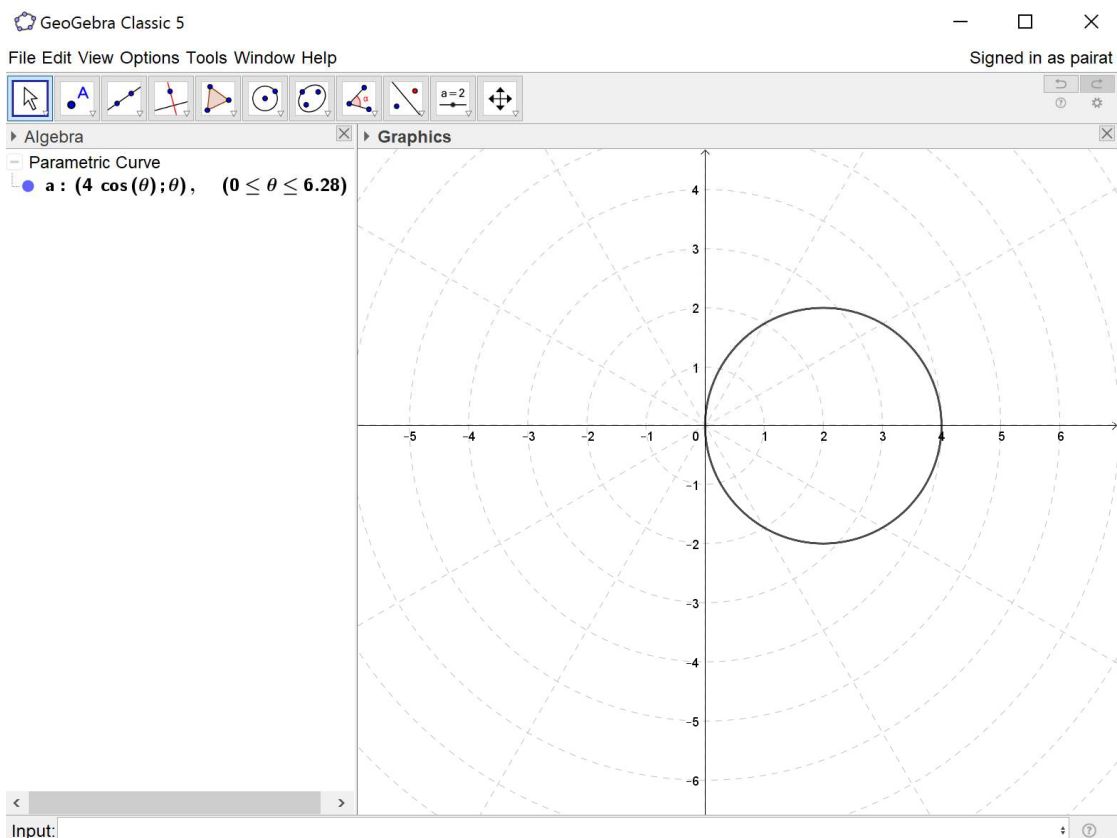 GeoGebra Classic 5
File Edit View Options Tools Window Help
Signed in as pairat
A
α
a=2
Algebra
Graphics
Parametric Curve
a : (4 cos(θ); θ), (0 ≤ θ ≤ 6.28)
4
3
2
1
-5 -4 -3 -2 -1 0 1 2 3 4 5 6
-1
-2
-3
-4
-5
-6
Input: